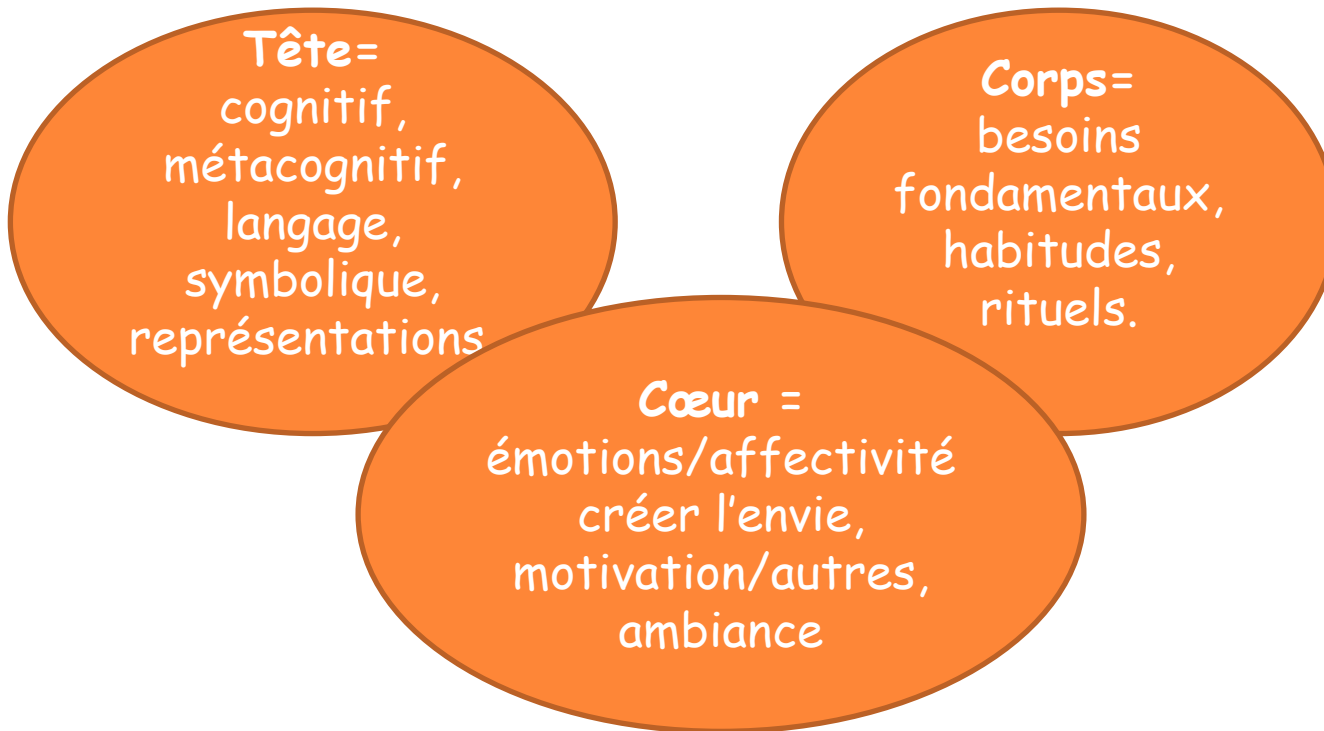 Tête=
cognitif,
métacognitif,
langage,
symbolique,
représentations
Corps=
besoins
fondamentaux,
habitudes,
rituels.
Cœur =
émotions/affectivité
créer l'envie,
motivation/autres,
ambiance